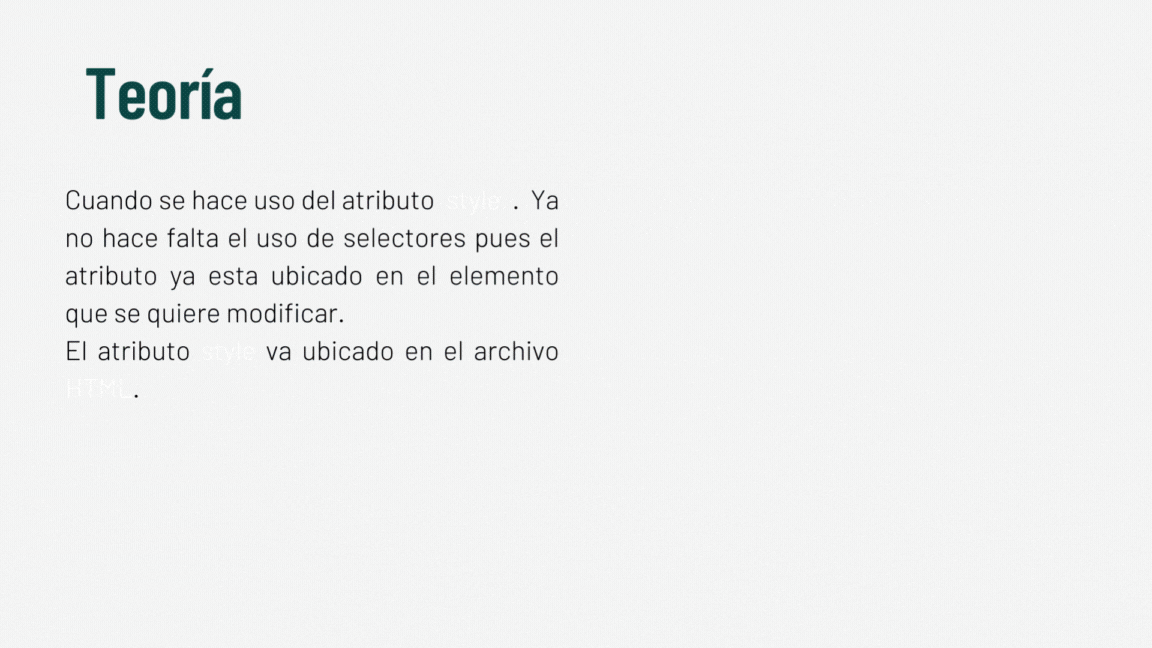 Teoría
Cuando se hace uso del atributo style . Ya
no hace falta el uso de selectores pues el
atributo ya esta ubicado en el elemento
que se quiere modificar.
El atributo style va ubicado en el archivo
HTML.